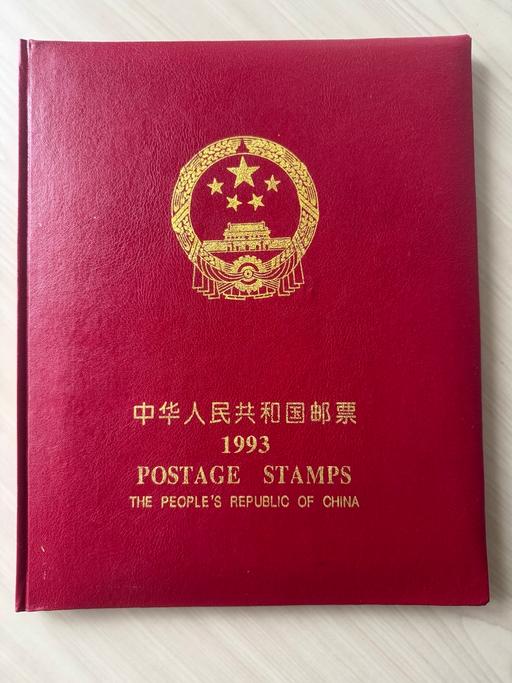 中华人民共和国邮票
1993
POSTAGE STAMPS
THE PEOPLE'S REPUBLIC OF CHINA